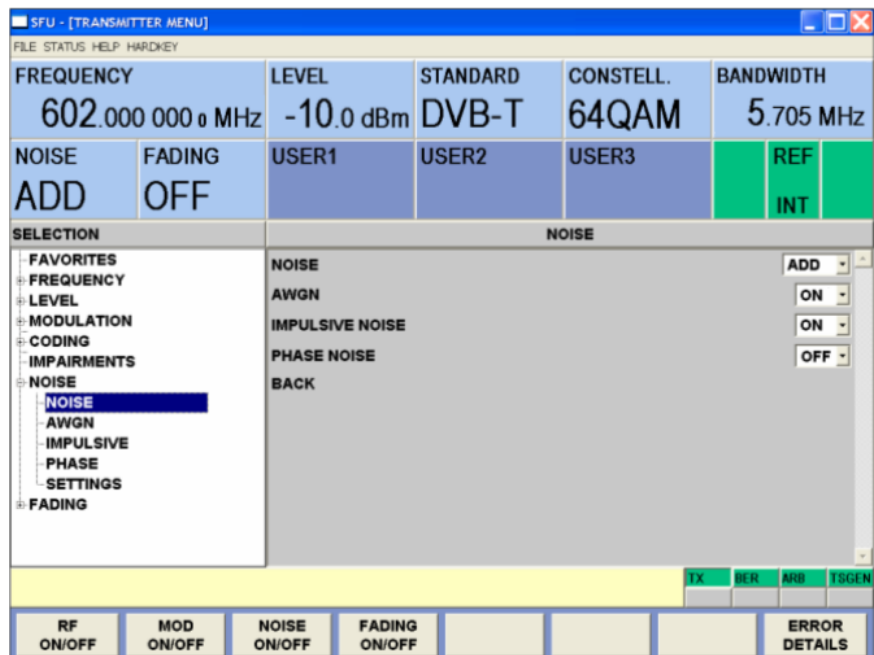 SFU - [TRANSMITTER MENU]
FILE STATUS HELP HARDKEY
FREQUENCY LEVEL STANDARD CONSTELL. BANDWIDTH
602.000 000 0 MHz -10.0 dBm DVB-T 64QAM 5.705 MHz
NOISE FADING USER1 USER2 USER3 REF
ADD OFF INT
SELECTION NOISE
FAVORITES
FREQUENCY
LEVEL
MODULATION
CODING
IMPAIRMENTS
NOISE
NOISE
AWGN
IMPULSIVE
PHASE
SETTINGS
FADING
NOISE ADD
AWGN ON
IMPULSIVE NOISE ON
PHASE NOISE OFF
BACK
TX BER ARB TSGEN
RF ON/OFF MOD ON/OFF NOISE ON/OFF FADING ON/OFF ERROR DETAILS